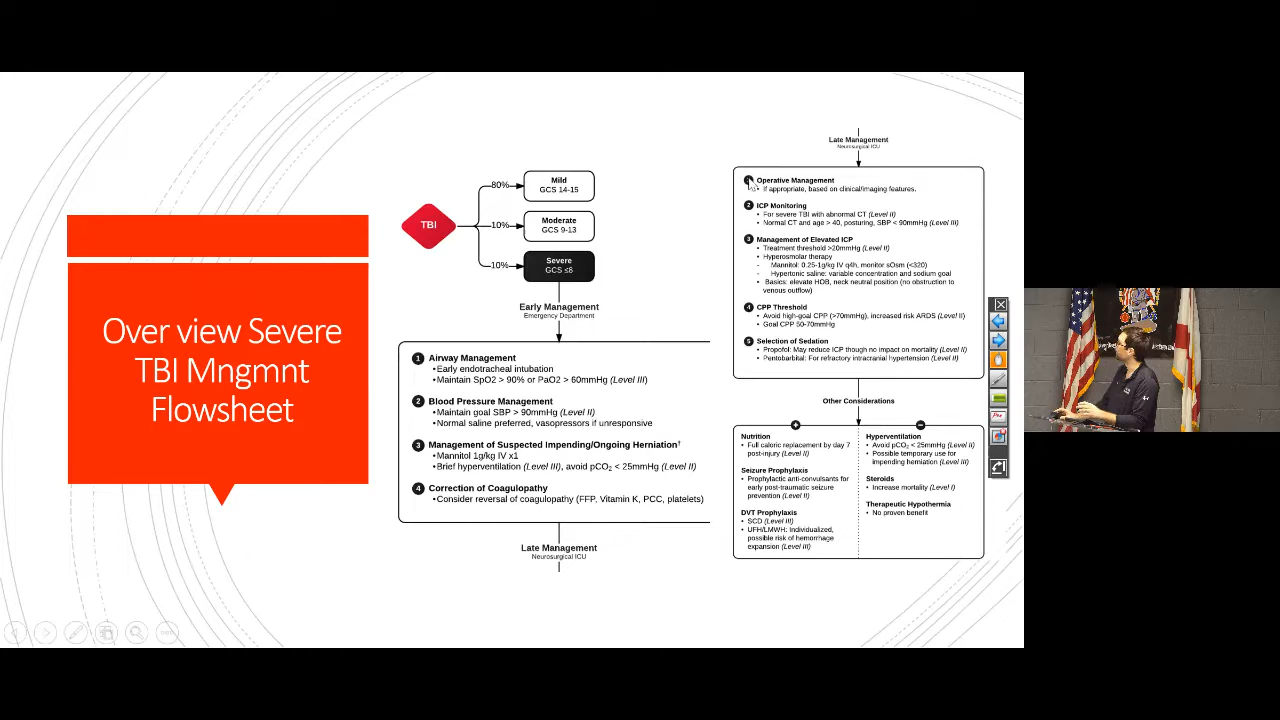 Over view Severe
TBI Mngmnt
Flowsheet
TBI
80%
Mild
GCS 14-15
10%
Moderate
GCS 9-13
10%
Severe
GCS ≤8
Early Management
Emergency Department
1 Airway Management
•Early endotracheal intubation
•Maintain SpO2 > 90% or PaO2 > 60mmHg (Level III)
2 Blood Pressure Management
•Maintain goal SBP > 90mmHg (Level II)
•Normal saline preferred, vasopressors if unresponsive
3 Management of Suspected Impending/Ongoing Herniation†
•Mannitol 1g/kg IV x1
•Brief hyperventilation (Level III), avoid pCO2 < 25mmHg (Level II)
4 Correction of Coagulopathy
•Consider reversal of coagulopathy (FFP, Vitamin K, PCC, platelets)
Late Management
Neurosurgical ICU
Late Management
Neurosurgical ICU
Operative Management
• If appropriate, based on clinical/imaging features.
2 ICP Monitoring
• For severe TBI with abnormal CT (Level II)
• Normal CT and age > 40, posturing, SBP < 90mmHg (Level III)
3 Management of Elevated ICP
• Treatment threshold >20mmHg (Level II)
• Hyperosmolar therapy
- Mannitol: 0.25-1g/kg IV q4h, monitor sOsm (<320)
- Hypertonic saline: variable concentration and sodium goal
• Basics: elevate HOB, neck neutral position (no obstruction to
venous outflow)
4 CPP Threshold
• Avoid high-goal CPP (>70mmHg), increased risk ARDS (Level II)
• Goal CPP 50-70mmHg
5 Selection of Sedation
• Propofol: May reduce ICP though no impact on mortality (Level II)
• Pentobarbital: For refractory intracranial hypertension (Level II)
Other Considerations
+
Nutrition
• Full caloric replacement by day 7
post-injury (Level II)
Seizure Prophylaxis
• Prophylactic anti-convulsants for
early post-traumatic seizure
prevention (Level II)
DVT Prophylaxis
• SCD (Level III)
• UFH/LMWH: Individualized,
possible risk of hemorrhage
expansion (Level III)
−
Hyperventilation
• Avoid pCO2 < 25mmHg (Level II)
• Possible temporary use for
impending herniation (Level III)
Steroids
• Increase mortality (Level I)
Therapeutic Hypothermia
• No proven benefit